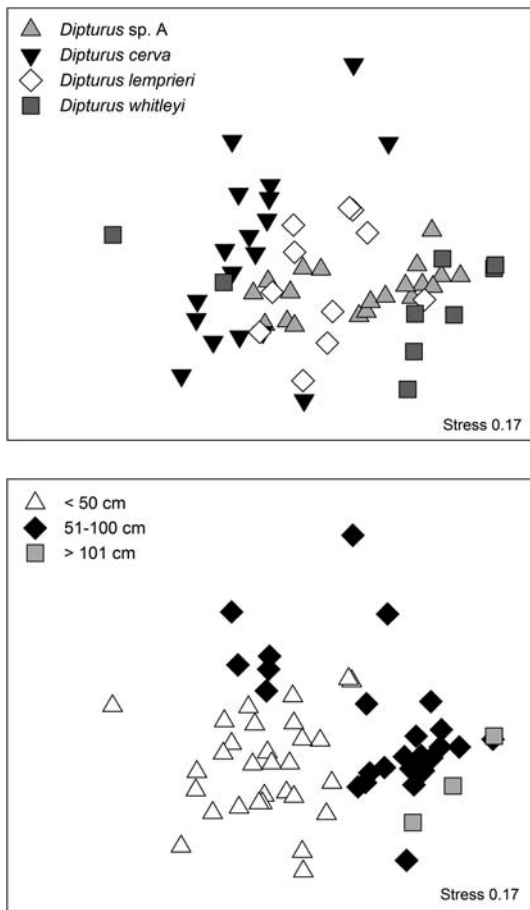 Dipturus sp. A
Dipturus cerva
Dipturus lemprieri
Dipturus whitleyi
Stress 0.17
< 50 cm
51-100 cm
> 101 cm
Stress 0.17